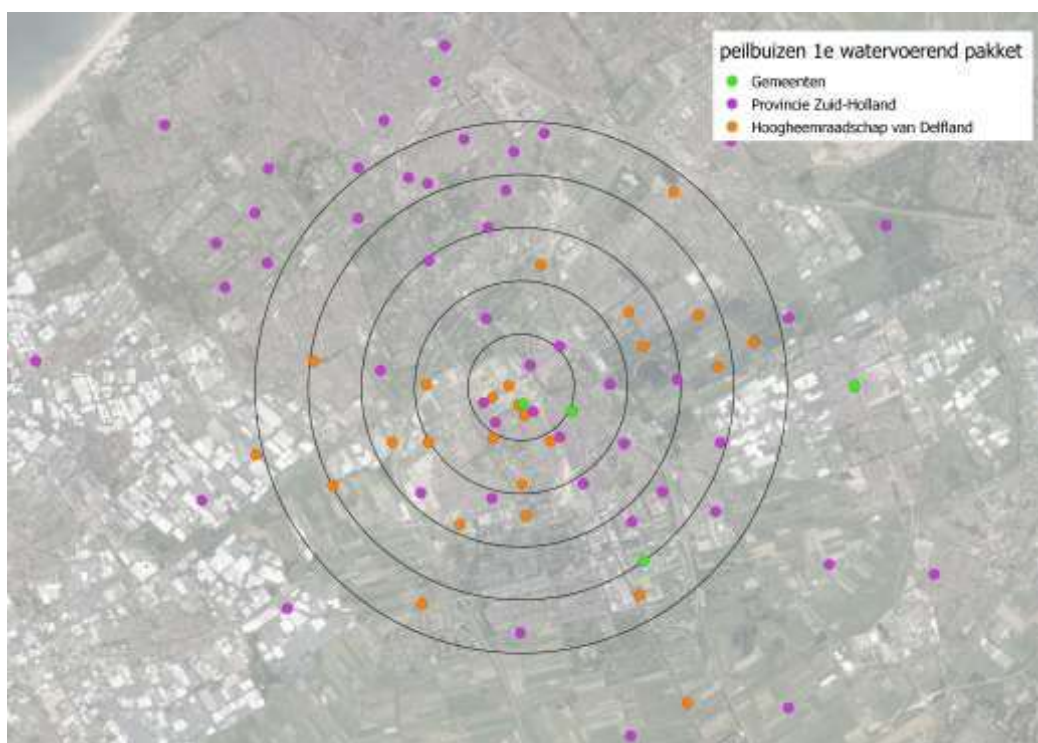 peilbuizen 1e watervoerend pakket
Gemeenten
Provincie Zuid-Holland
Hoogheemraadschap van Delfland